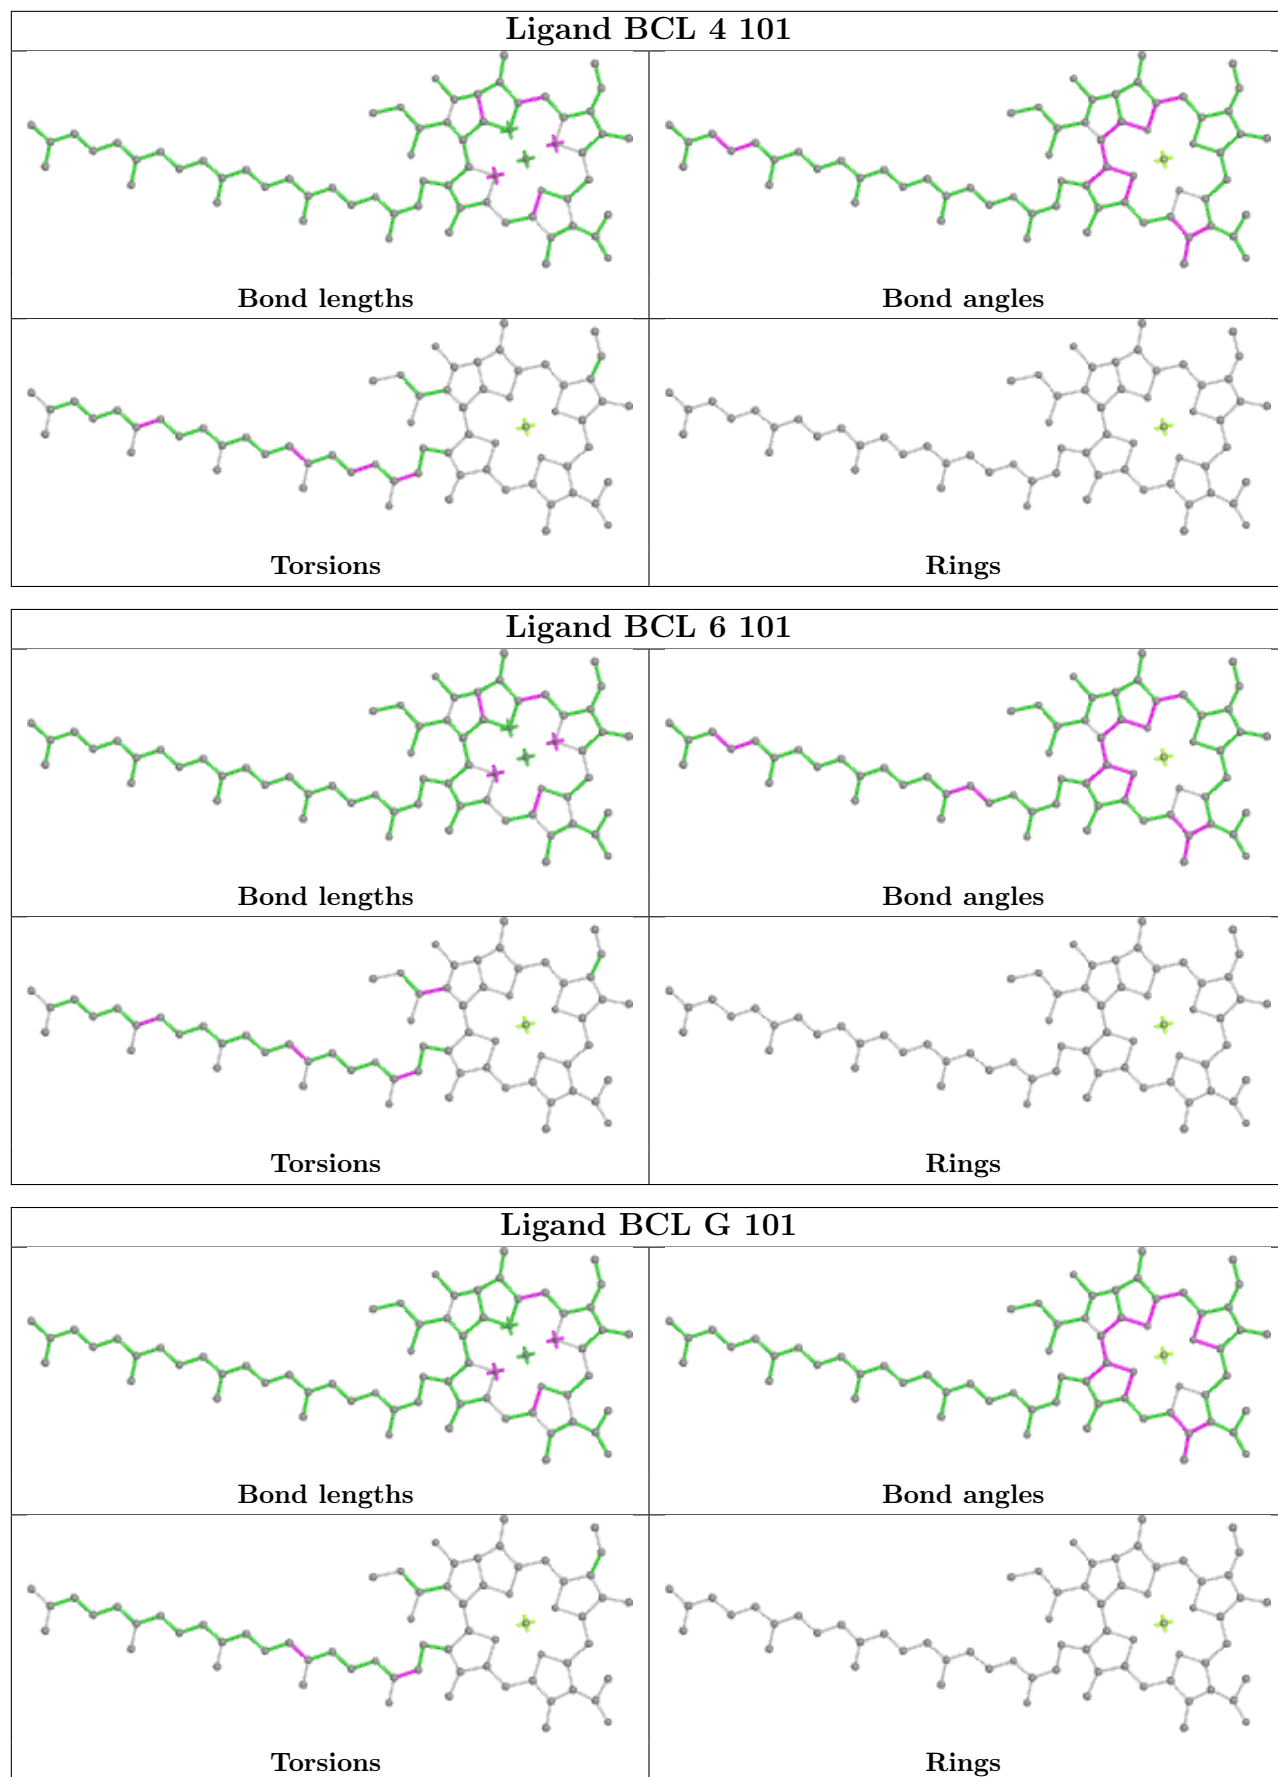 Ligand BCL 4 101
Bond lengths
Bond angles
Torsions
Rings
Ligand BCL 6 101
Bond lengths
Bond angles
Torsions
Rings
Ligand BCL G 101
Bond lengths
Bond angles
Torsions
Rings